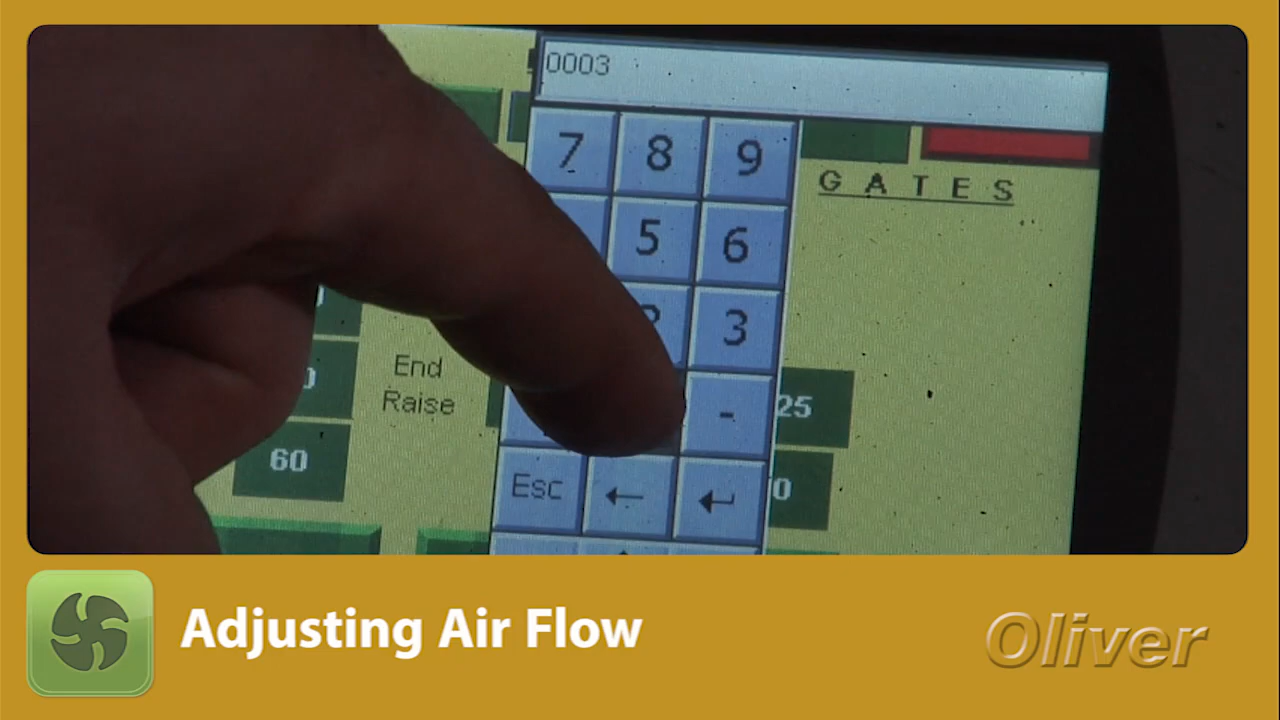 0003
7 8 9
GATES
5 6
3
End
Raise
- 25
60
Esc ← ↵ 0
Adjusting Air Flow
Oliver